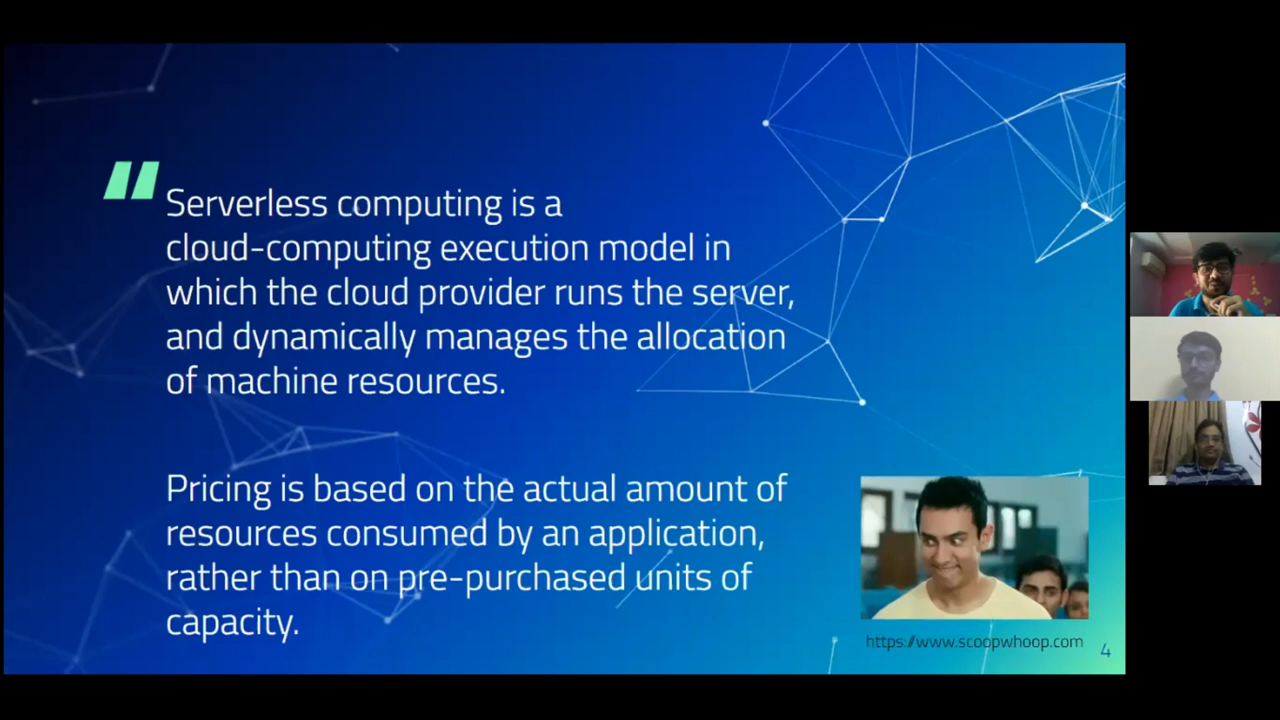 Serverless computing is a
cloud-computing execution model in
which the cloud provider runs the server,
and dynamically manages the allocation
of machine resources.
Pricing is based on the actual amount of
resources consumed by an application,
rather than on pre-purchased units of
capacity.
https://www.scoopwhoop.com
4